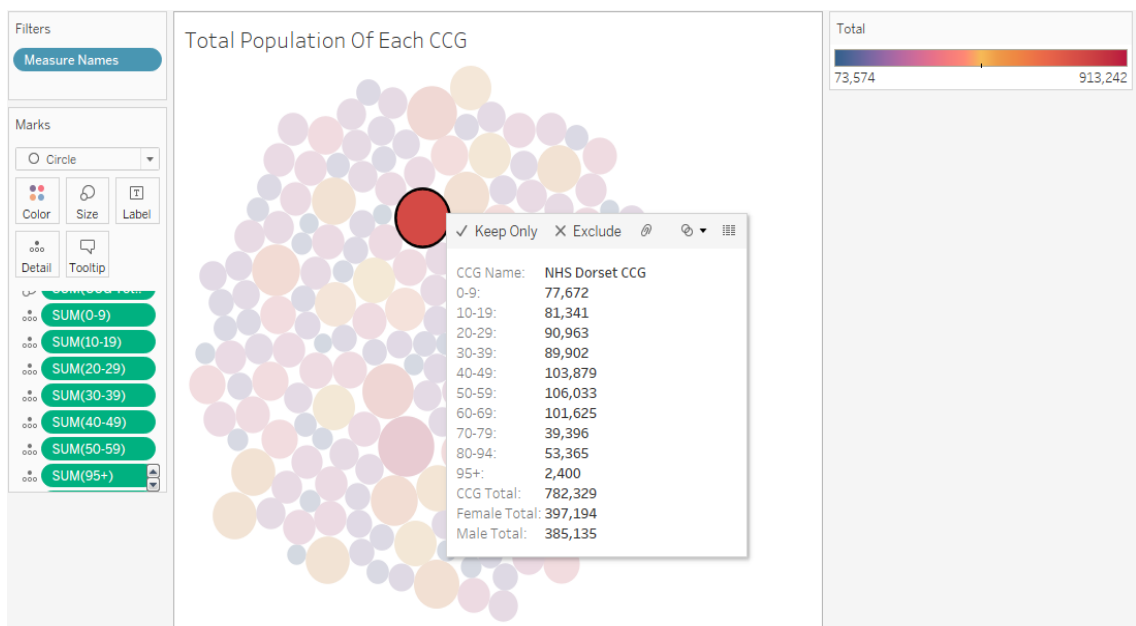 Filters
Measure Names
Marks
Circle
Color Size Label
Detail Tooltip
SUM(0-9)
SUM(10-19)
SUM(20-29)
SUM(30-39)
SUM(40-49)
SUM(50-59)
SUM(95+)
Total Population Of Each CCG
Keep Only Exclude
CCG Name: NHS Dorset CCG
0-9: 77,672
10-19: 81,341
20-29: 90,963
30-39: 89,902
40-49: 103,879
50-59: 106,033
60-69: 101,625
70-79: 39,396
80-94: 53,365
95+: 2,400
CCG Total: 782,329
Female Total: 397,194
Male Total: 385,135
Total
73,574 913,242